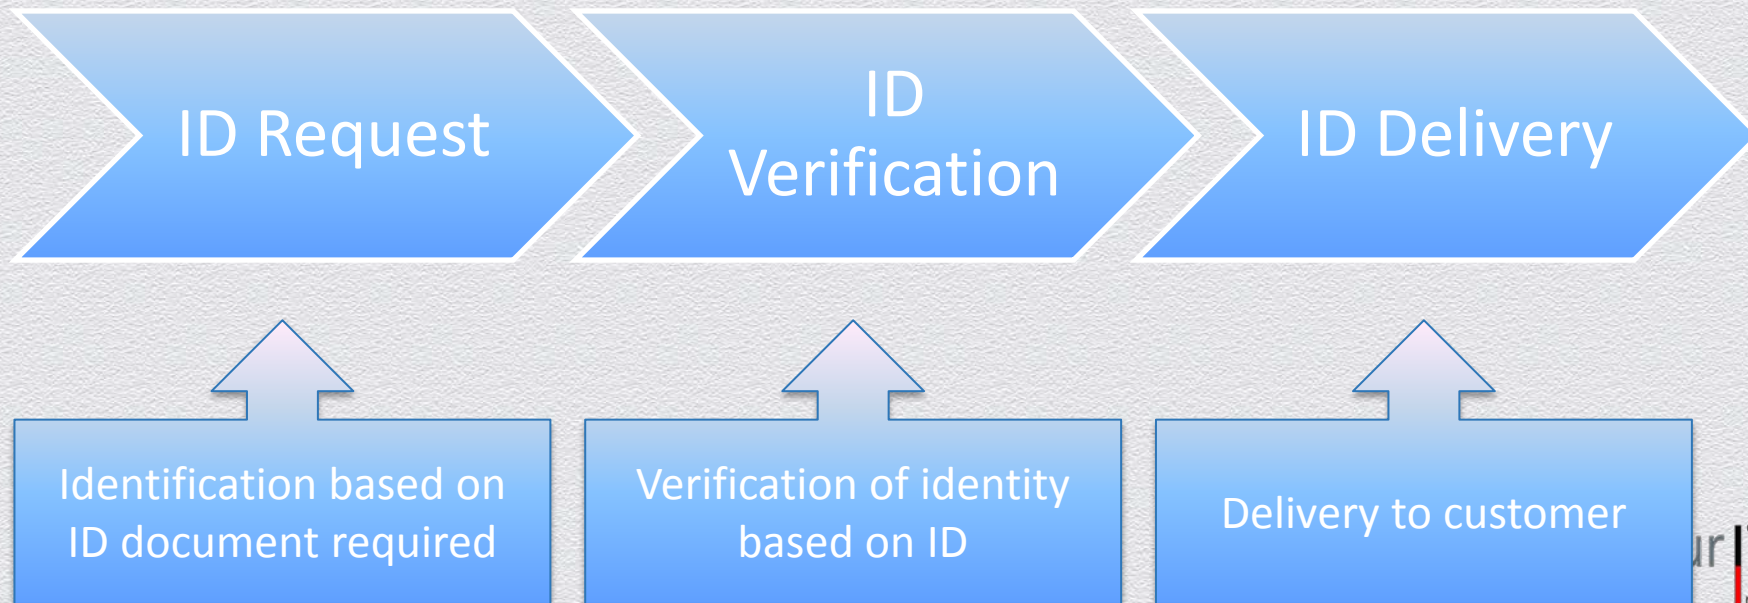 ID Request
ID
Verification
ID Delivery
Identification based on
ID document required
Verification of identity
based on ID
Delivery to customer